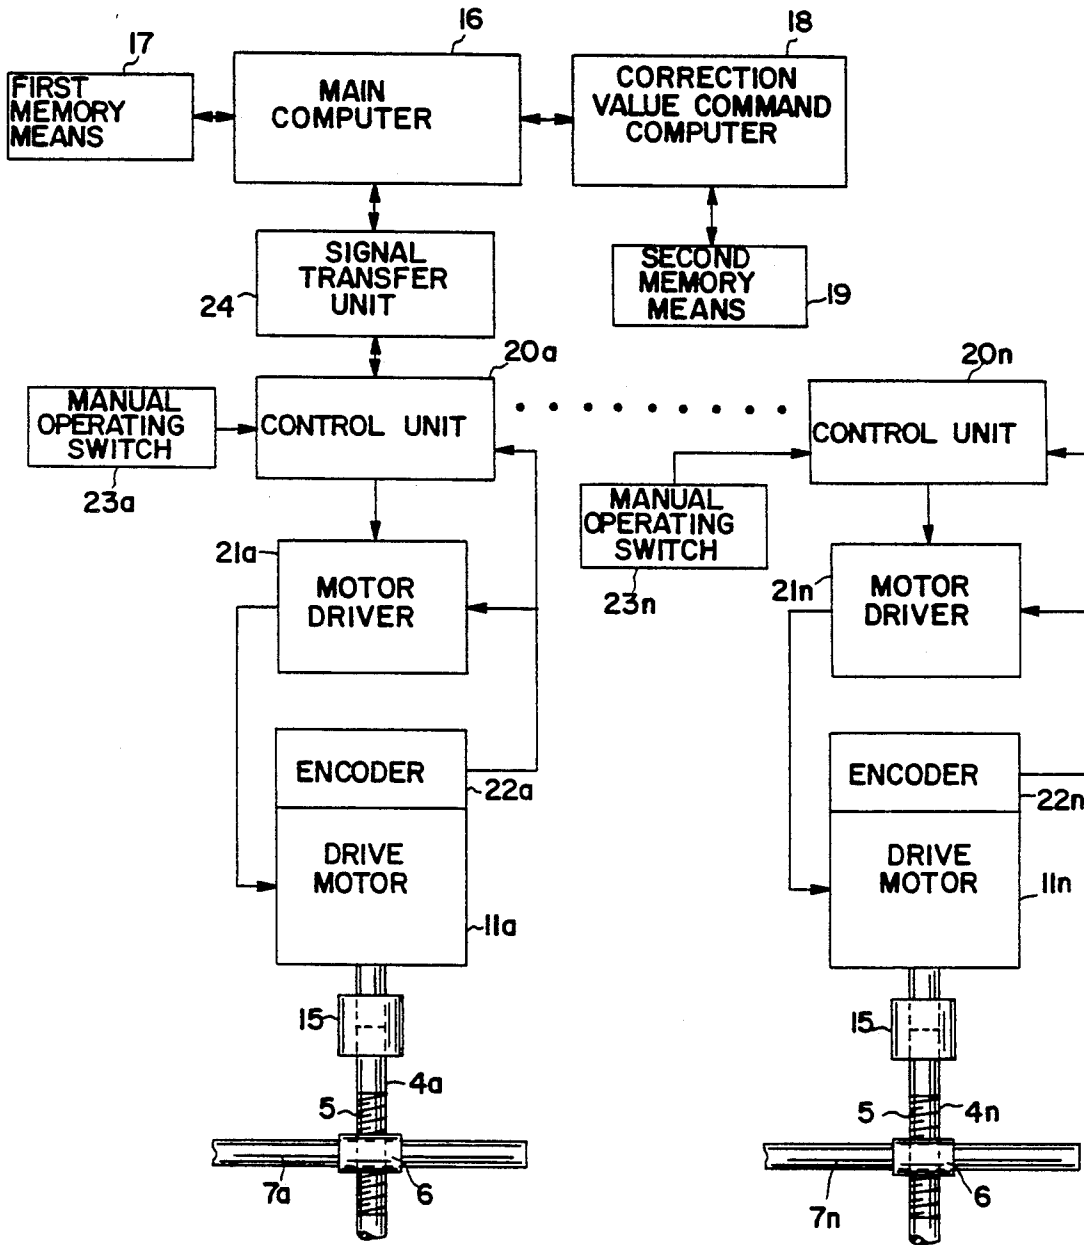 17
16
18
FIRST
MEMORY
MEANS
MAIN
COMPUTER
CORRECTION
VALUE COMMAND
COMPUTER
SIGNAL
TRANSFER
UNIT
24
SECOND
MEMORY
MEANS
19
20a
20n
MANUAL
OPERATING
SWITCH
23a
CONTROL UNIT
CONTROL UNIT
MANUAL
OPERATING
SWITCH
23n
21a
MOTOR
DRIVER
21n
MOTOR
DRIVER
ENCODER
22a
ENCODER
22n
DRIVE
MOTOR
11a
DRIVE
MOTOR
11n
15
15
4a
5
4n
5
7a
6
7n
6